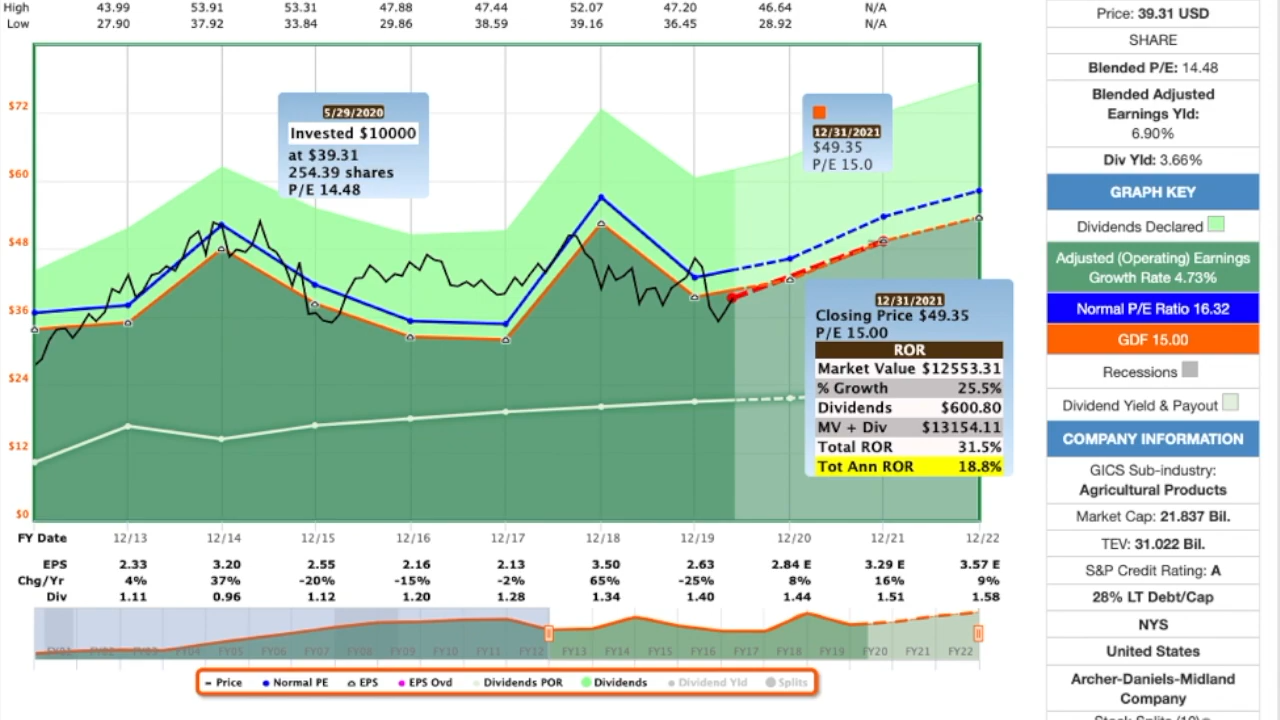 High 43.99 53.91 53.31 47.88 47.44 52.07 47.20 46.64 N/A
Low 27.90 37.92 33.84 29.86 38.59 39.16 36.45 28.92 N/A
$72
$60
$48
$36
$24
$12
$0
5/29/2020
Invested $10000
at $39.31
254.39 shares
P/E 14.48
12/31/2021
$49.35
P/E 15.0
12/31/2021
Closing Price $49.35
P/E 15.00
ROR
Market Value $12553.31
% Growth 25.5%
Dividends $600.80
MV + Div $13154.11
Total ROR 31.5%
Tot Ann ROR 18.8%
FY Date 12/13 12/14 12/15 12/16 12/17 12/18 12/19 12/20 12/21 12/22
EPS 2.33 3.20 2.55 2.16 2.13 3.50 2.63 2.84 E 3.29 E 3.57 E
Chg/Yr 4% 37% -20% -15% -2% 65% -25% 8% 16% 9%
Div 1.11 0.96 1.12 1.20 1.28 1.34 1.40 1.44 1.51 1.58
FY01 FY02 FY03 FY04 FY05 FY06 FY07 FY08 FY09 FY10 FY11 FY12 FY13 FY14 FY15 FY16 FY17 FY18 FY19 FY20 FY21 FY22
Price Normal PE EPS EPS Ovd Dividends POR Dividends Dividend Yld Splits
Price: 39.31 USD
SHARE
Blended P/E: 14.48
Blended Adjusted
Earnings Yld:
6.90%
Div Yld: 3.66%
GRAPH KEY
Dividends Declared
Adjusted (Operating) Earnings
Growth Rate 4.73%
Normal P/E Ratio 16.32
GDF 15.00
Recessions
Dividend Yield & Payout
COMPANY INFORMATION
GICS Sub-industry:
Agricultural Products
Market Cap: 21.837 Bil.
TEV: 31.022 Bil.
S&P Credit Rating: A
28% LT Debt/Cap
NYS
United States
Archer-Daniels-Midland
Company